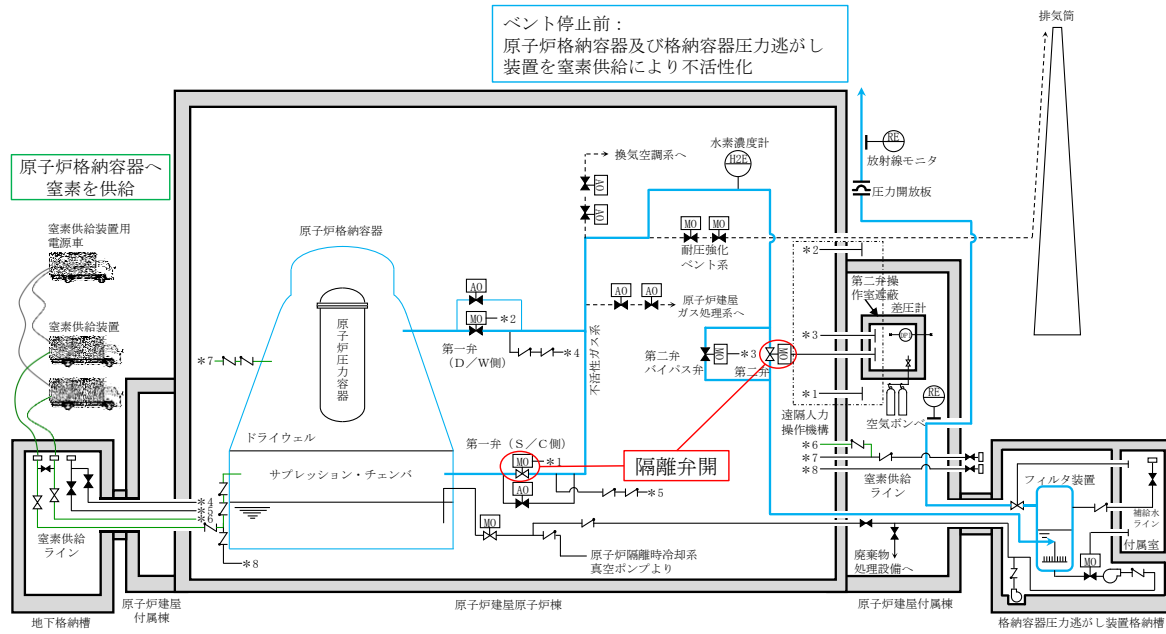 ベント停止前：
原子炉格納容器及び格納容器圧力逃がし
装置を窒素供給により不活性化
排気筒
原子炉格納容器へ
窒素を供給
換気空調系へ
水素濃度計
H2E
RE
放射線モニタ
圧力開放板
AO
AO
MO
MO
耐圧強化
ベント系
窒素供給装置用
電源車
原子炉格納容器
*2
第二弁操
作室遮蔽
差圧計
DPI
AO
MO
*2
第一弁
（D／W側）
*4
AO
AO
原子炉建屋
ガス処理系へ
不活性ガス系
窒素供給装置
*7
原子炉圧力容器
第二弁
バイパス弁
MO
*3
第二弁
MO
*3
*1
遠隔人力
操作機構
空気ボンベ
RE
ドライウェル
第一弁（S／C側）
MO
*1
AO
*5
隔離弁開
*6
*7
*8
窒素供給
ライン
サプレッション・チェンバ
フィルタ装置
補給水
ライン
付属室
MO
*4
*5
*6
窒素供給
ライン
*8
MO
原子炉隔離時冷却系
真空ポンプより
廃棄物
処理設備へ
原子炉建屋
付属棟
原子炉建屋原子炉棟
原子炉建屋付属棟
地下格納槽
格納容器圧力逃がし装置格納槽